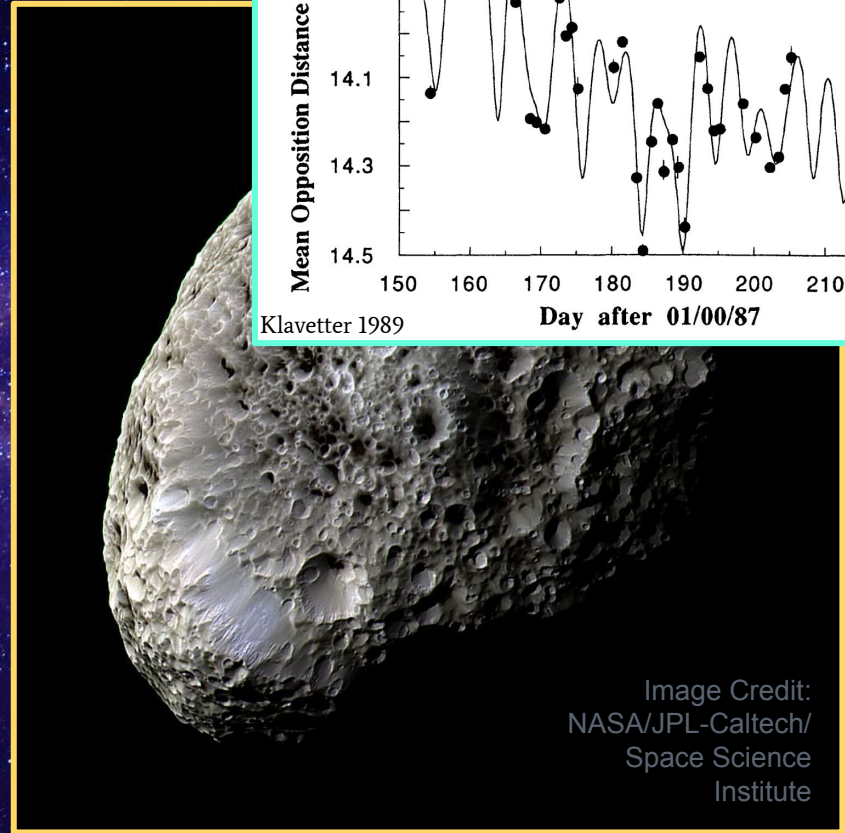 Mean Opposition Distance
14.1
14.3
14.5
150 160 170 180 190 200 210
Day after 01/00/87
Klavetter 1989
Image Credit:
NASA/JPL-Caltech/
Space Science
Institute